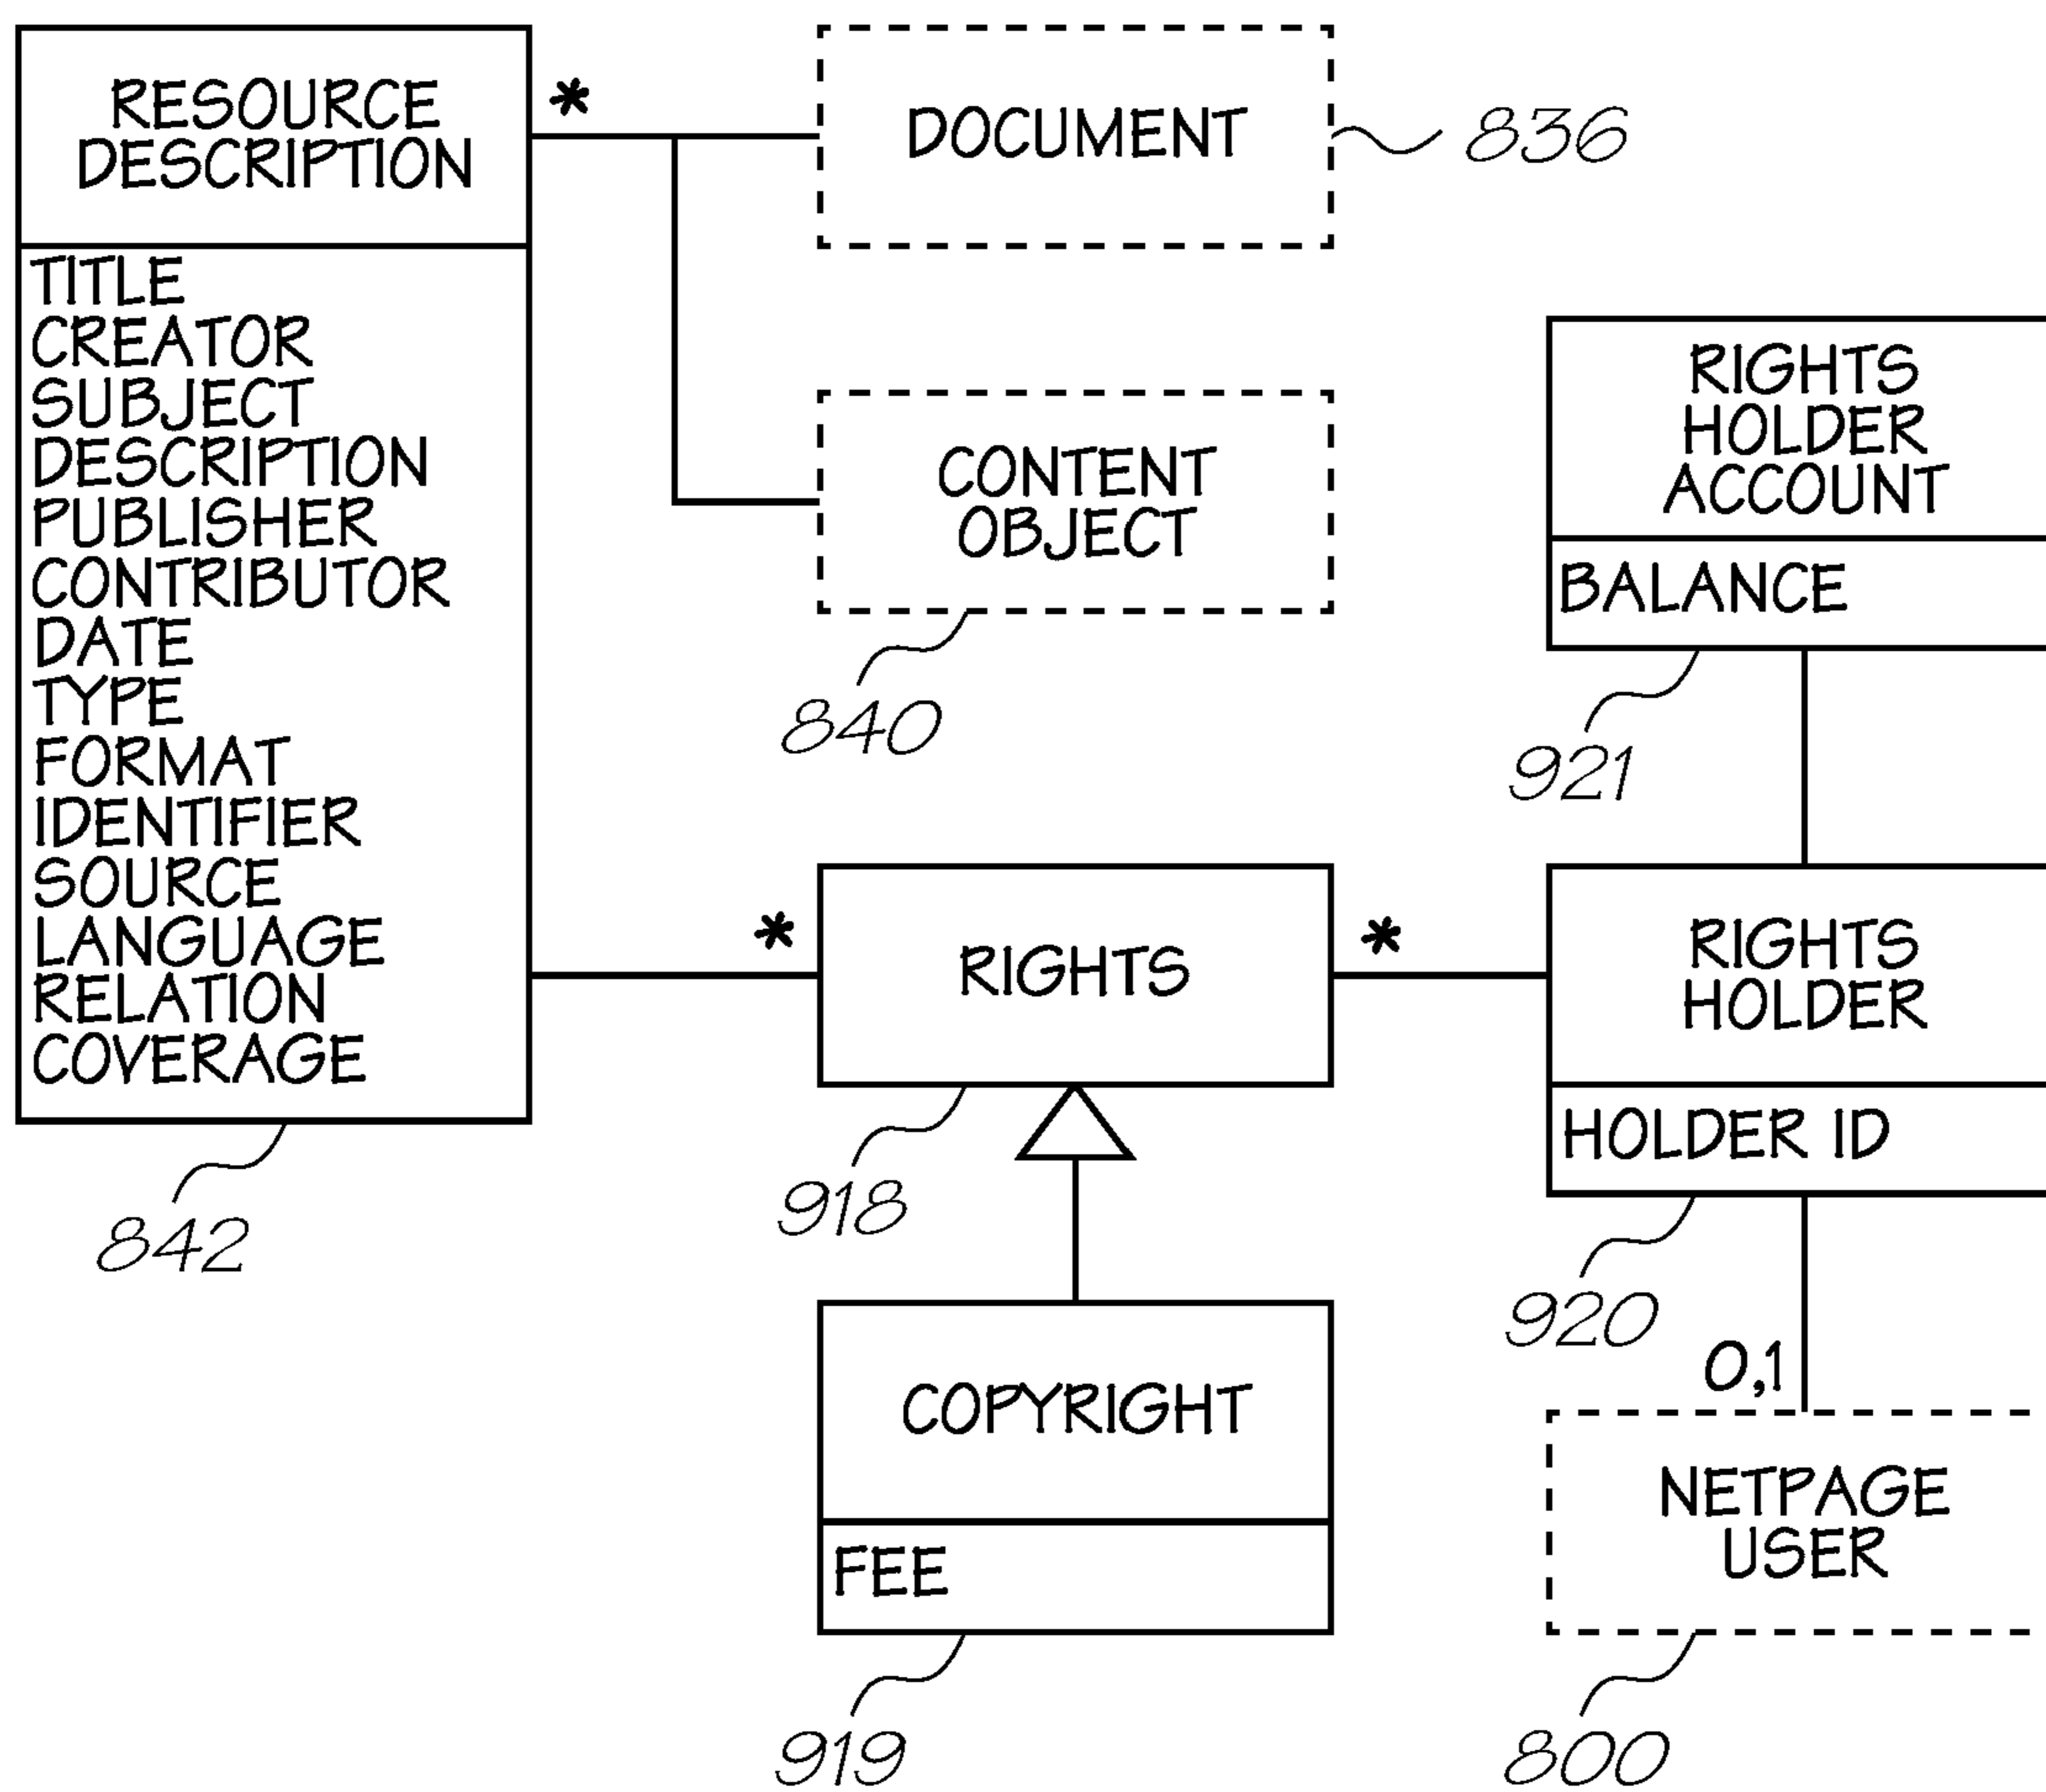 RESOURCE
DESCRIPTION
TITLE
CREATOR
SUBJECT
DESCRIPTION
PUBLISHER
CONTRIBUTOR
DATE
TYPE
FORMAT
IDENTIFIER
SOURCE
LANGUAGE
RELATION
COVERAGE
842
*
DOCUMENT
836
CONTENT
OBJECT
840
RIGHTS
HOLDER
ACCOUNT
BALANCE
921
*
RIGHTS
*
918
RIGHTS
HOLDER
HOLDER ID
920
0,1
COPYRIGHT
FEE
919
NETPAGE
USER
800